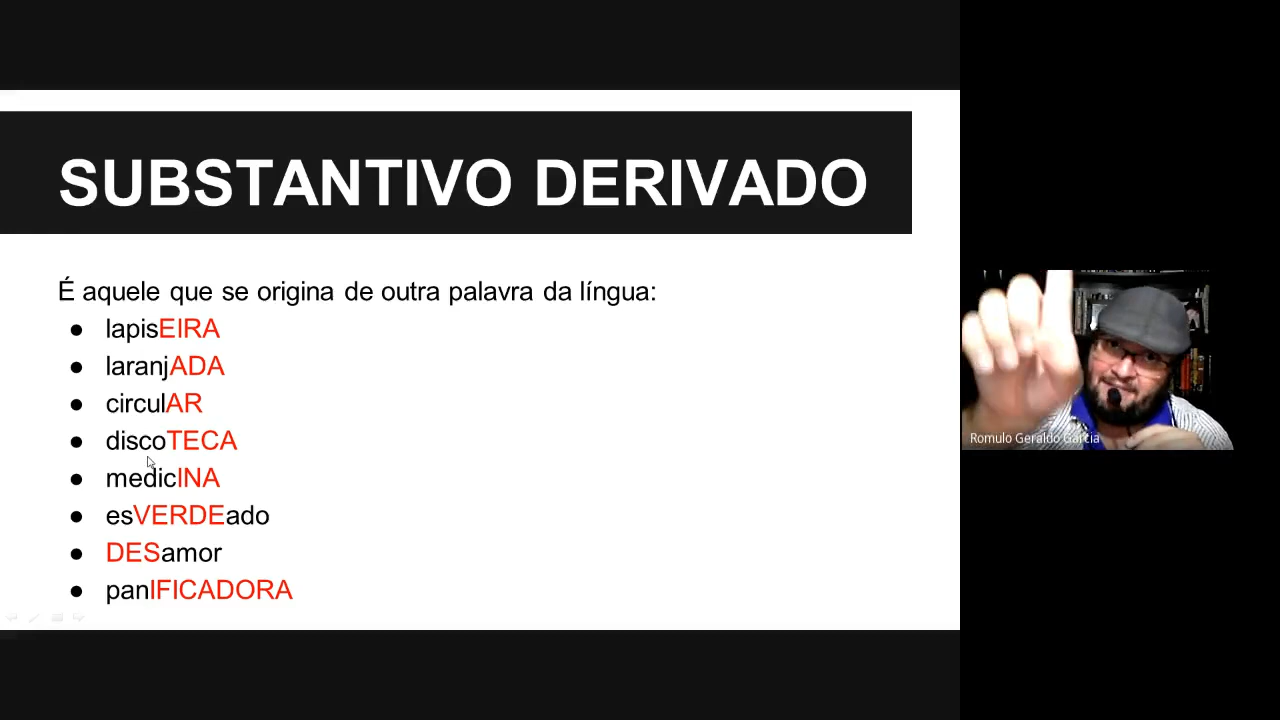 SUBSTANTIVO DERIVADO
É aquele que se origina de outra palavra da língua:
● lapisEIRA
● laranjADA
● circulAR
● discoTECA
● medicINA
● esVERDEado
● DESamor
● panIFICADORA
Romulo Geraldo Garcia